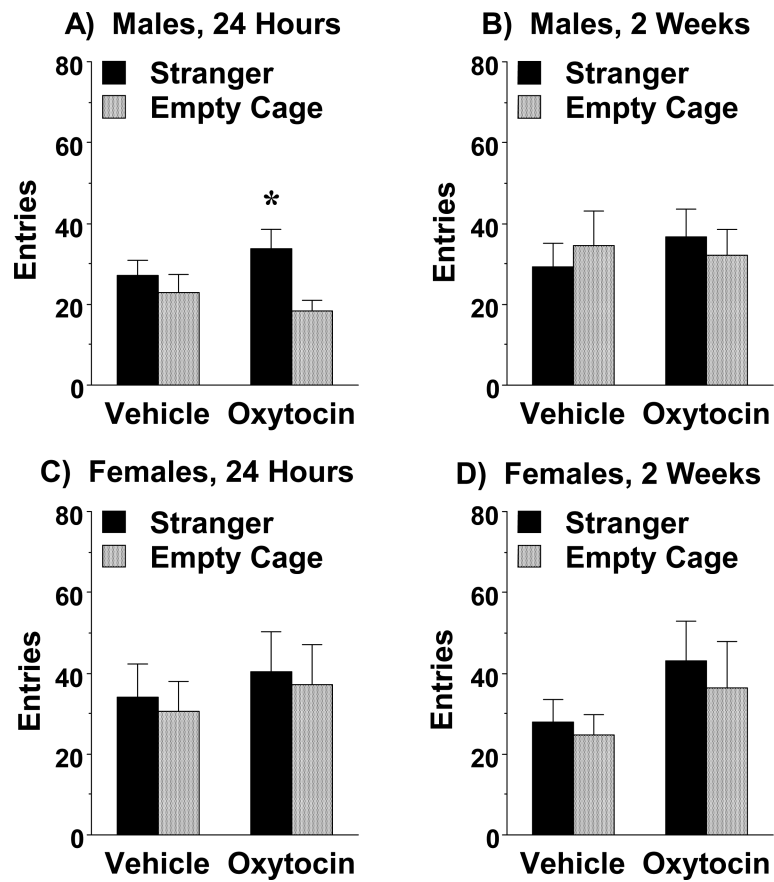 A) Males, 24 Hours
80
60
40
20
0
Entries
Stranger
Empty Cage
*
Vehicle Oxytocin
B) Males, 2 Weeks
80
60
40
20
0
Entries
Stranger
Empty Cage
Vehicle Oxytocin
C) Females, 24 Hours
80
60
40
20
0
Entries
Stranger
Empty Cage
Vehicle Oxytocin
D) Females, 2 Weeks
80
60
40
20
0
Entries
Stranger
Empty Cage
Vehicle Oxytocin